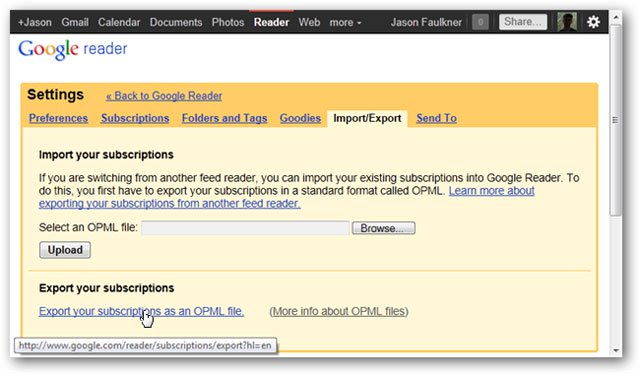 +Jason Gmail Calendar Documents Photos Reader Web more Jason Faulkner 0 Share...
Google reader
Settings « Back to Google Reader
Preferences Subscriptions Folders and Tags Goodies Import/Export Send To
Import your subscriptions
If you are switching from another feed reader, you can import your existing subscriptions into Google Reader. To
do this, you first have to export your subscriptions in a standard format called OPML. Learn more about
exporting your subscriptions from another feed reader.
Select an OPML file: Browse...
Upload
Export your subscriptions
Export your subscriptions as an OPML file. (More info about OPML files)
http://www.google.com/reader/subscriptions/export?hl=en